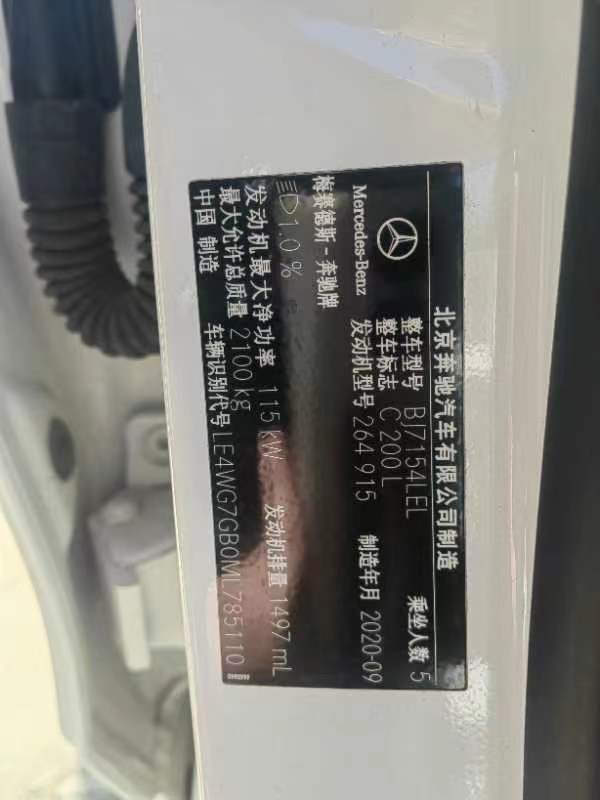 北京奔驰汽车有限公司制造
Mercedes-Benz
梅赛德斯-奔驰牌
整车型号 BJ7154LEL 乘坐人数 5
整车标志 C 200 L
发动机型号 264 915 制造年月 2020-09
1.0 %
发动机最大净功率 115 kW 发动机排量 1497 mL
最大允许总质量 2100 kg
中国 制造 车辆识别代号 LE4WG7GB0ML785110